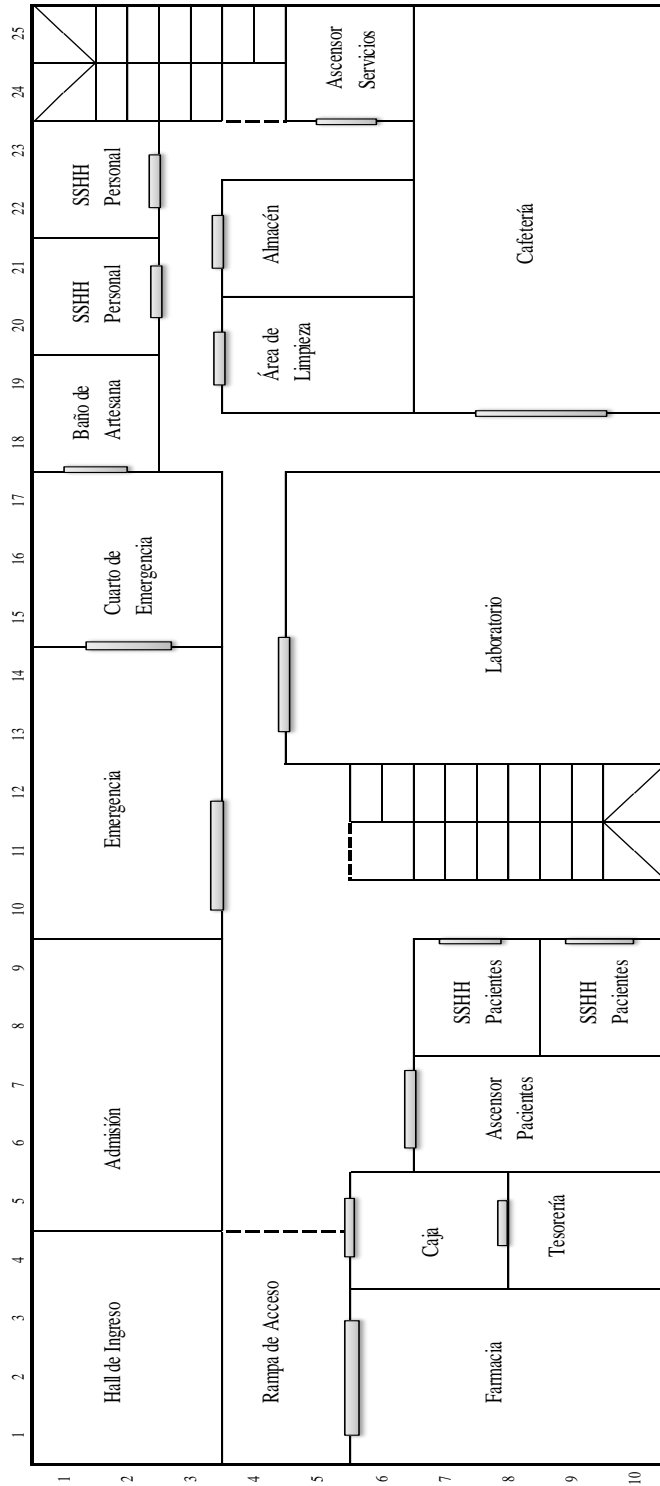 1 2 3 4 5 6 7 8 9 10 11 12 13 14 15 16 17 18 19 20 21 22 23 24 25
1
2
3
4
5
6
7
8
9
10
Hall de Ingreso
Admisión
Emergencia
Cuarto de
Emergencia
Baño de
Artesana
SSHH
Personal
SSHH
Personal
Rampa de Acceso
Área de
Limpieza
Almacén
Ascensor
Servicios
Farmacia
Caja
Tesorería
Ascensor
Pacientes
SSHH
Pacientes
SSHH
Pacientes
Laboratorio
Cafetería